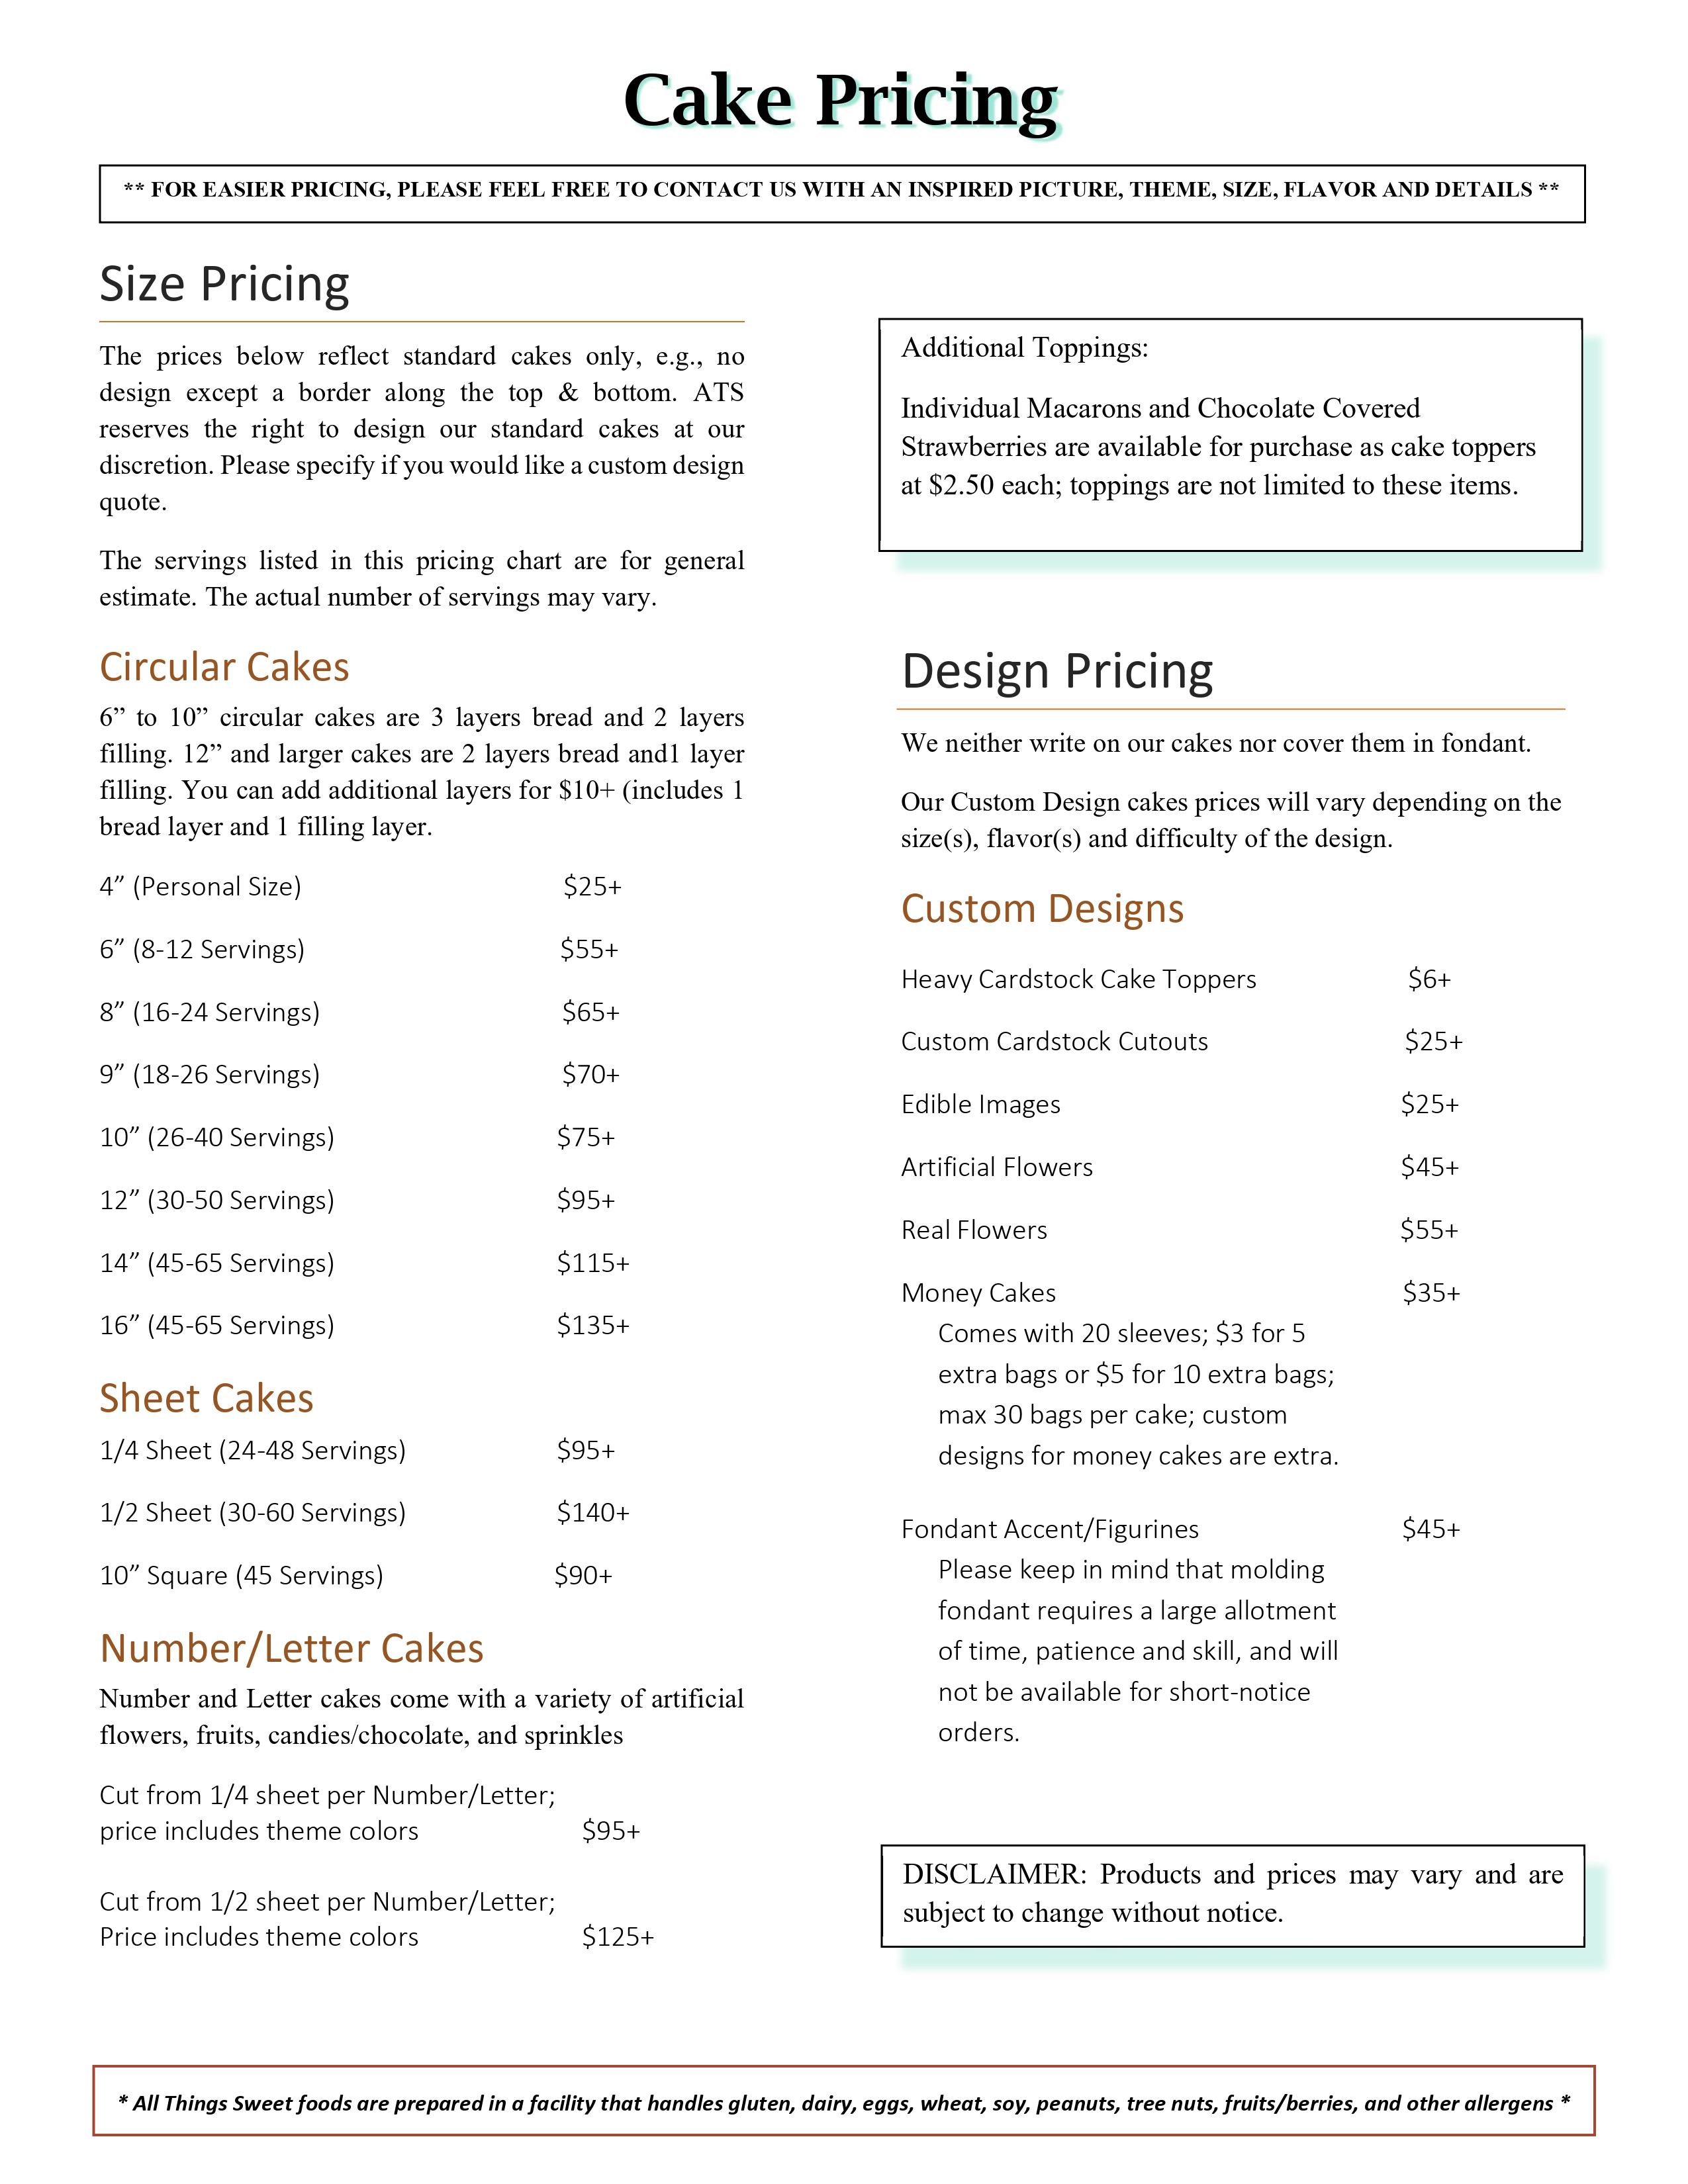 Cake Pricing
** FOR EASIER PRICING, PLEASE FEEL FREE TO CONTACT US WITH AN INSPIRED PICTURE, THEME, SIZE, FLAVOR AND DETAILS **
Size Pricing
The prices below reflect standard cakes only, e.g., no
design except a border along the top & bottom. ATS
reserves the right to design our standard cakes at our
discretion. Please specify if you would like a custom design
quote.
The servings listed in this pricing chart are for general
estimate. The actual number of servings may vary.
Circular Cakes
6” to 10” circular cakes are 3 layers bread and 2 layers
filling. 12” and larger cakes are 2 layers bread and1 layer
filling. You can add additional layers for $10+ (includes 1
bread layer and 1 filling layer.
4” (Personal Size) $25+
6” (8-12 Servings) $55+
8” (16-24 Servings) $65+
9” (18-26 Servings) $70+
10” (26-40 Servings) $75+
12” (30-50 Servings) $95+
14” (45-65 Servings) $115+
16” (45-65 Servings) $135+
Sheet Cakes
1/4 Sheet (24-48 Servings) $95+
1/2 Sheet (30-60 Servings) $140+
10” Square (45 Servings) $90+
Number/Letter Cakes
Number and Letter cakes come with a variety of artificial
flowers, fruits, candies/chocolate, and sprinkles
Cut from 1/4 sheet per Number/Letter;
price includes theme colors $95+
Cut from 1/2 sheet per Number/Letter;
Price includes theme colors $125+
Additional Toppings:
Individual Macarons and Chocolate Covered
Strawberries are available for purchase as cake toppers
at $2.50 each; toppings are not limited to these items.
Design Pricing
We neither write on our cakes nor cover them in fondant.
Our Custom Design cakes prices will vary depending on the
size(s), flavor(s) and difficulty of the design.
Custom Designs
Heavy Cardstock Cake Toppers $6+
Custom Cardstock Cutouts $25+
Edible Images $25+
Artificial Flowers $45+
Real Flowers $55+
Money Cakes $35+
Comes with 20 sleeves; $3 for 5
extra bags or $5 for 10 extra bags;
max 30 bags per cake; custom
designs for money cakes are extra.
Fondant Accent/Figurines $45+
Please keep in mind that molding
fondant requires a large allotment
of time, patience and skill, and will
not be available for short-notice
orders.
DISCLAIMER: Products and prices may vary and are
subject to change without notice.
* All Things Sweet foods are prepared in a facility that handles gluten, dairy, eggs, wheat, soy, peanuts, tree nuts, fruits/berries, and other allergens *